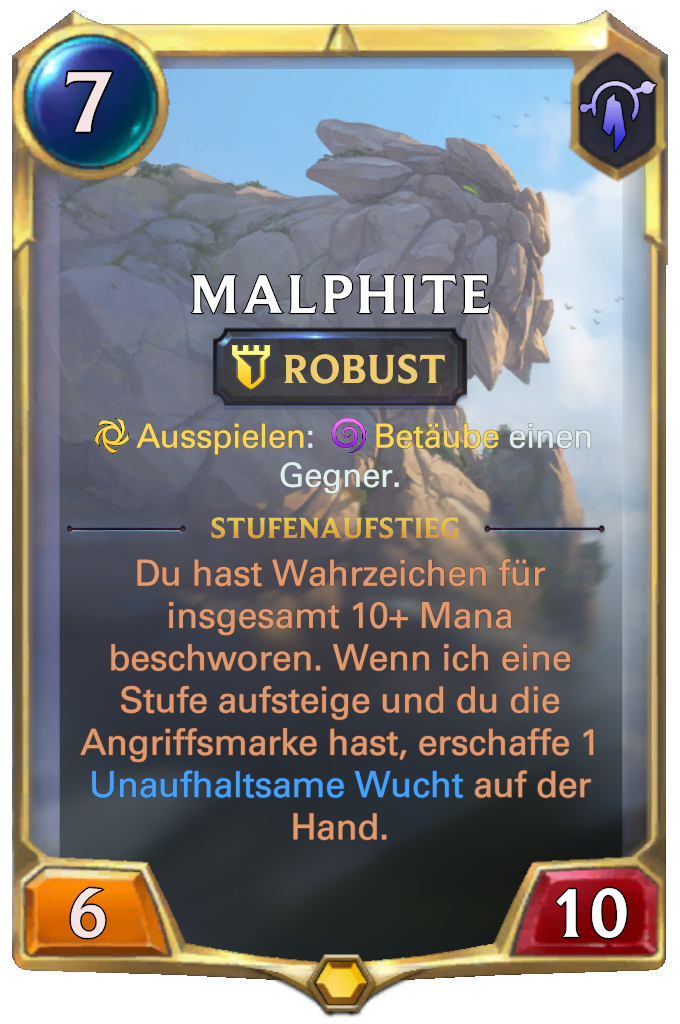 7
MALPHITE
ROBUST
Ausspielen: Betäube einen
Gegner.
STUFENAUFSTIEG
Du hast Wahrzeichen für
insgesamt 10+ Mana
beschworen. Wenn ich eine
Stufe aufsteige und du die
Angriffsmarke hast, erschaffe 1
Unaufhaltsame Wucht auf der
Hand.
6
10